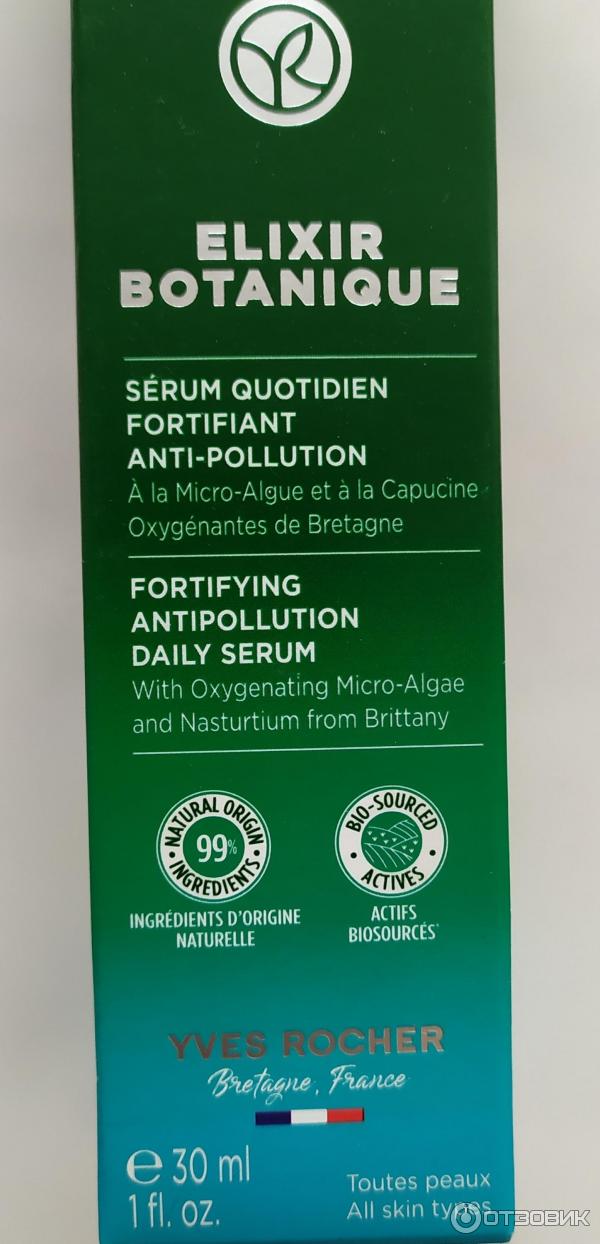 ELIXIR
BOTANIQUE
SÉRUM QUOTIDIEN
FORTIFIANT
ANTI-POLLUTION
À la Micro-Algue et à la Capucine
Oxygénantes de Bretagne
FORTIFYING
ANTIPOLLUTION
DAILY SERUM
With Oxygenating Micro-Algae
and Nasturtium from Brittany
NATURAL ORIGIN
99%
INGREDIENTS
INGRÉDIENTS D'ORIGINE
NATURELLE
BIO-SOURCED
ACTIVES
ACTIFS
BIOSOURCÉS*
YVES ROCHER
Bretagne, France
℮ 30 ml
1 fl. oz.
Toutes peaux
All skin types
ОТЗОВИК